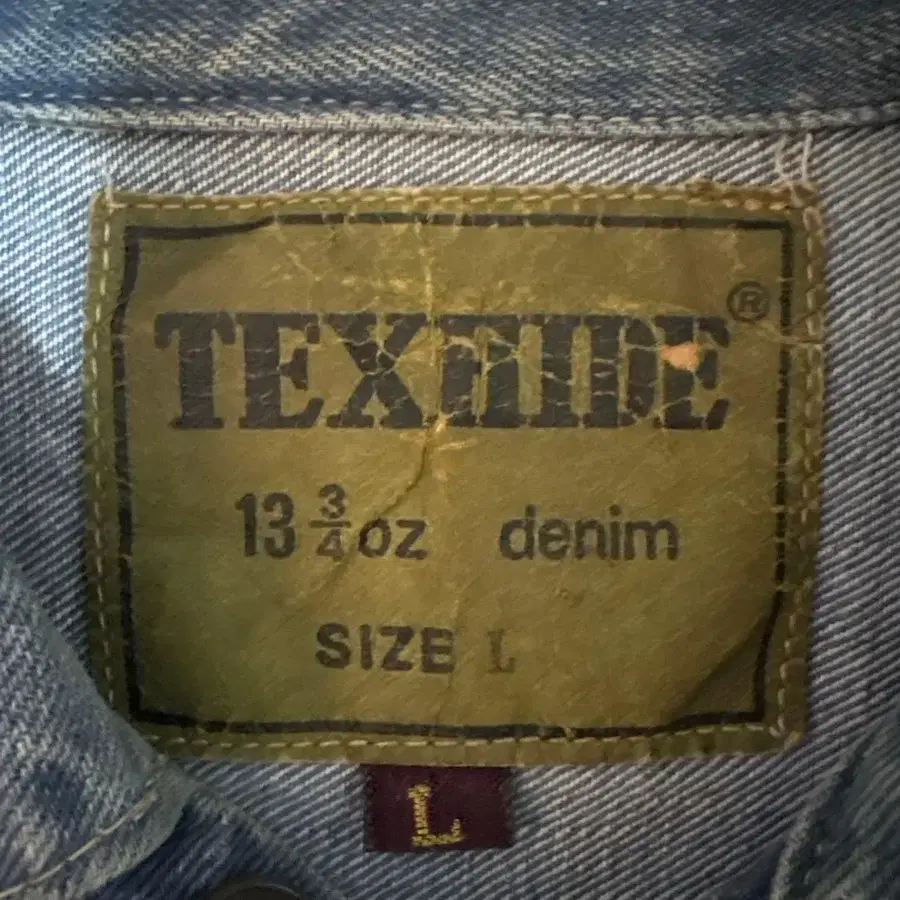 TEXHIDE®
13 3/4 oz denim
SIZE L
L